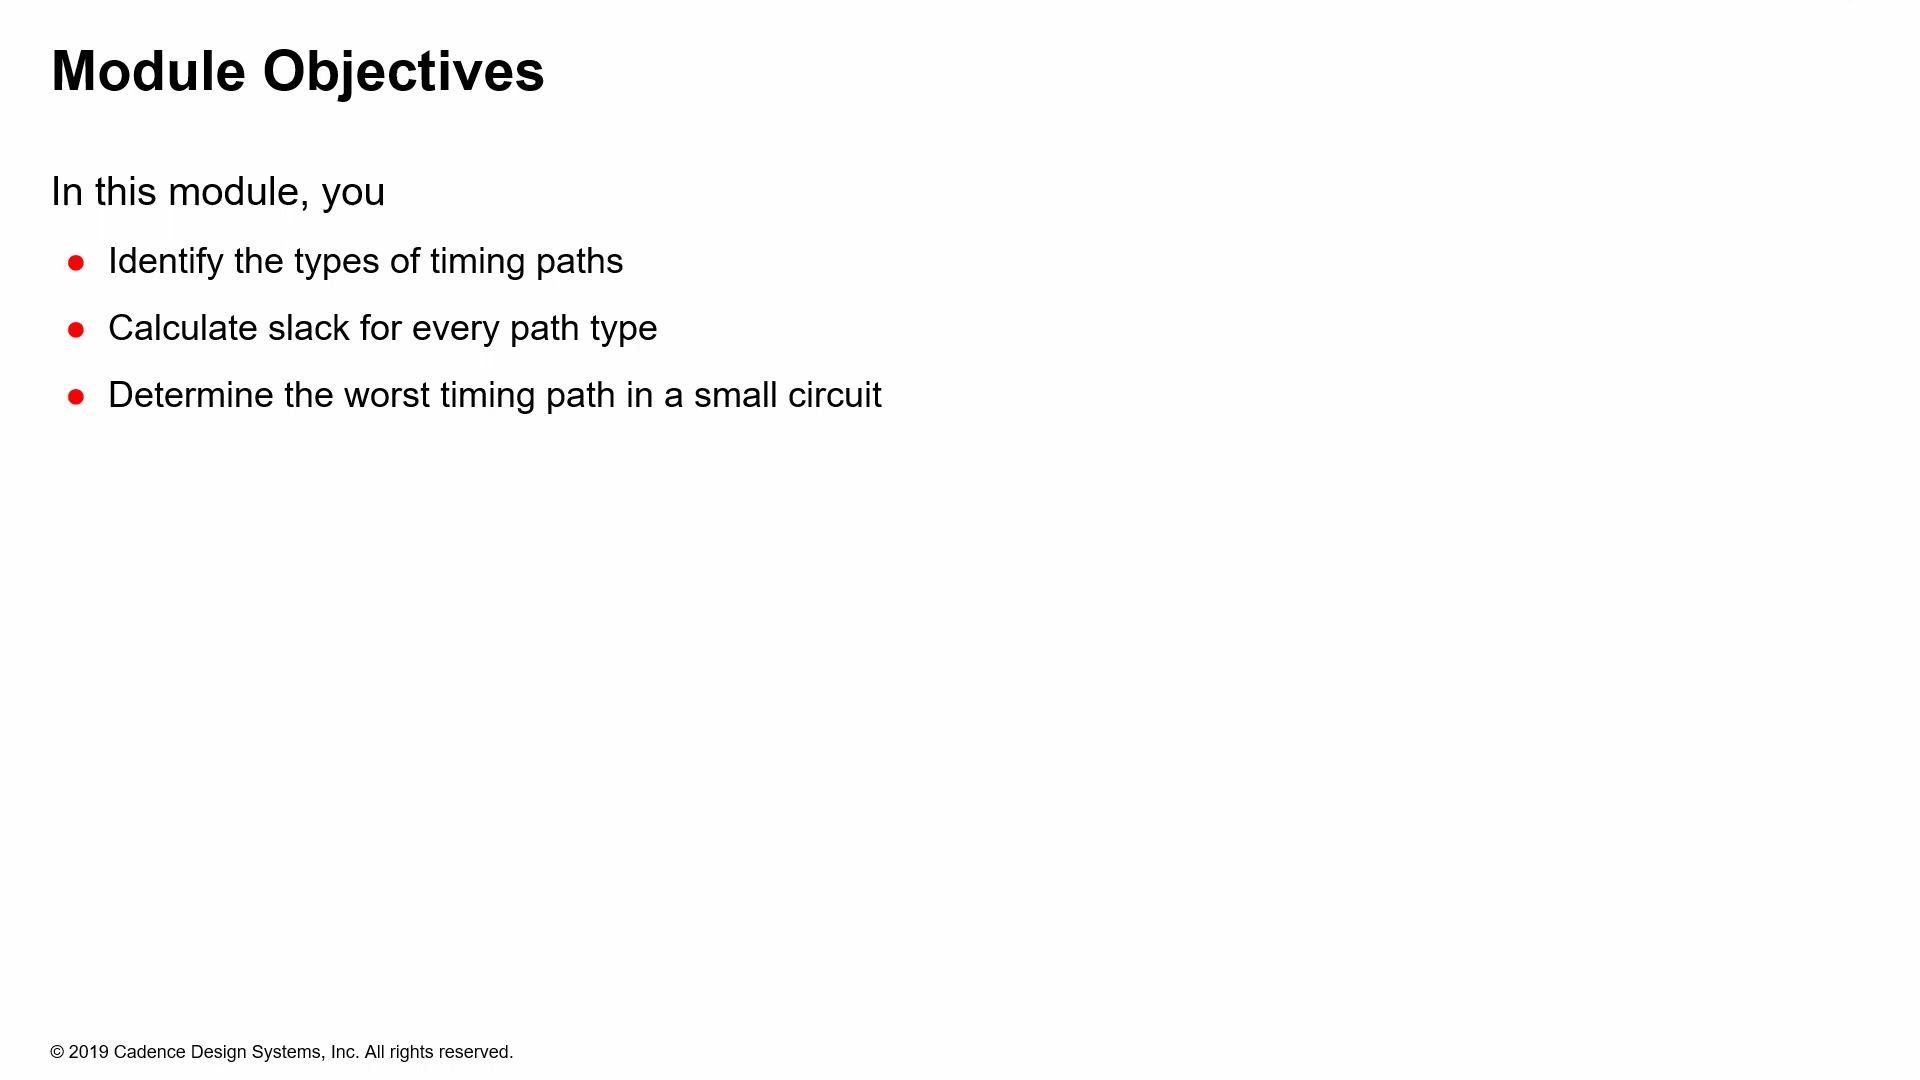 Module Objectives
In this module, you
● Identify the types of timing paths
● Calculate slack for every path type
● Determine the worst timing path in a small circuit
© 2019 Cadence Design Systems, Inc. All rights reserved.